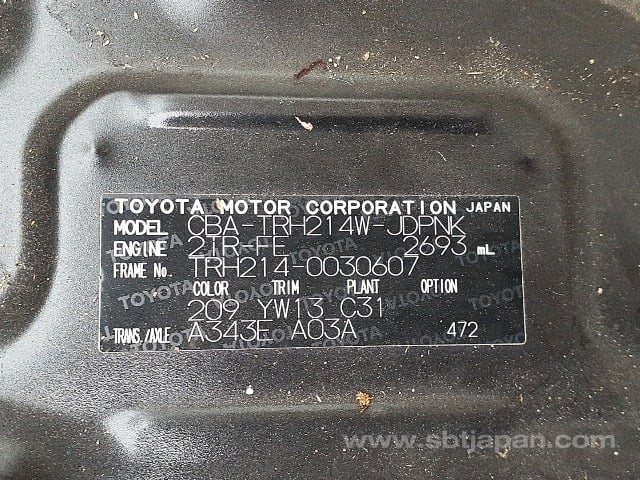 TOYOTA MOTOR CORPORATION JAPAN
MODEL CBA-TRH214W-JDPNK
ENGINE 2TR-FE 2693 mL
FRAME No. TRH214-0030607
COLOR TRIM PLANT OPTION
209 YW13 C31
TRANS./AXLE A343E A03A 472
www.sbtjapan.com